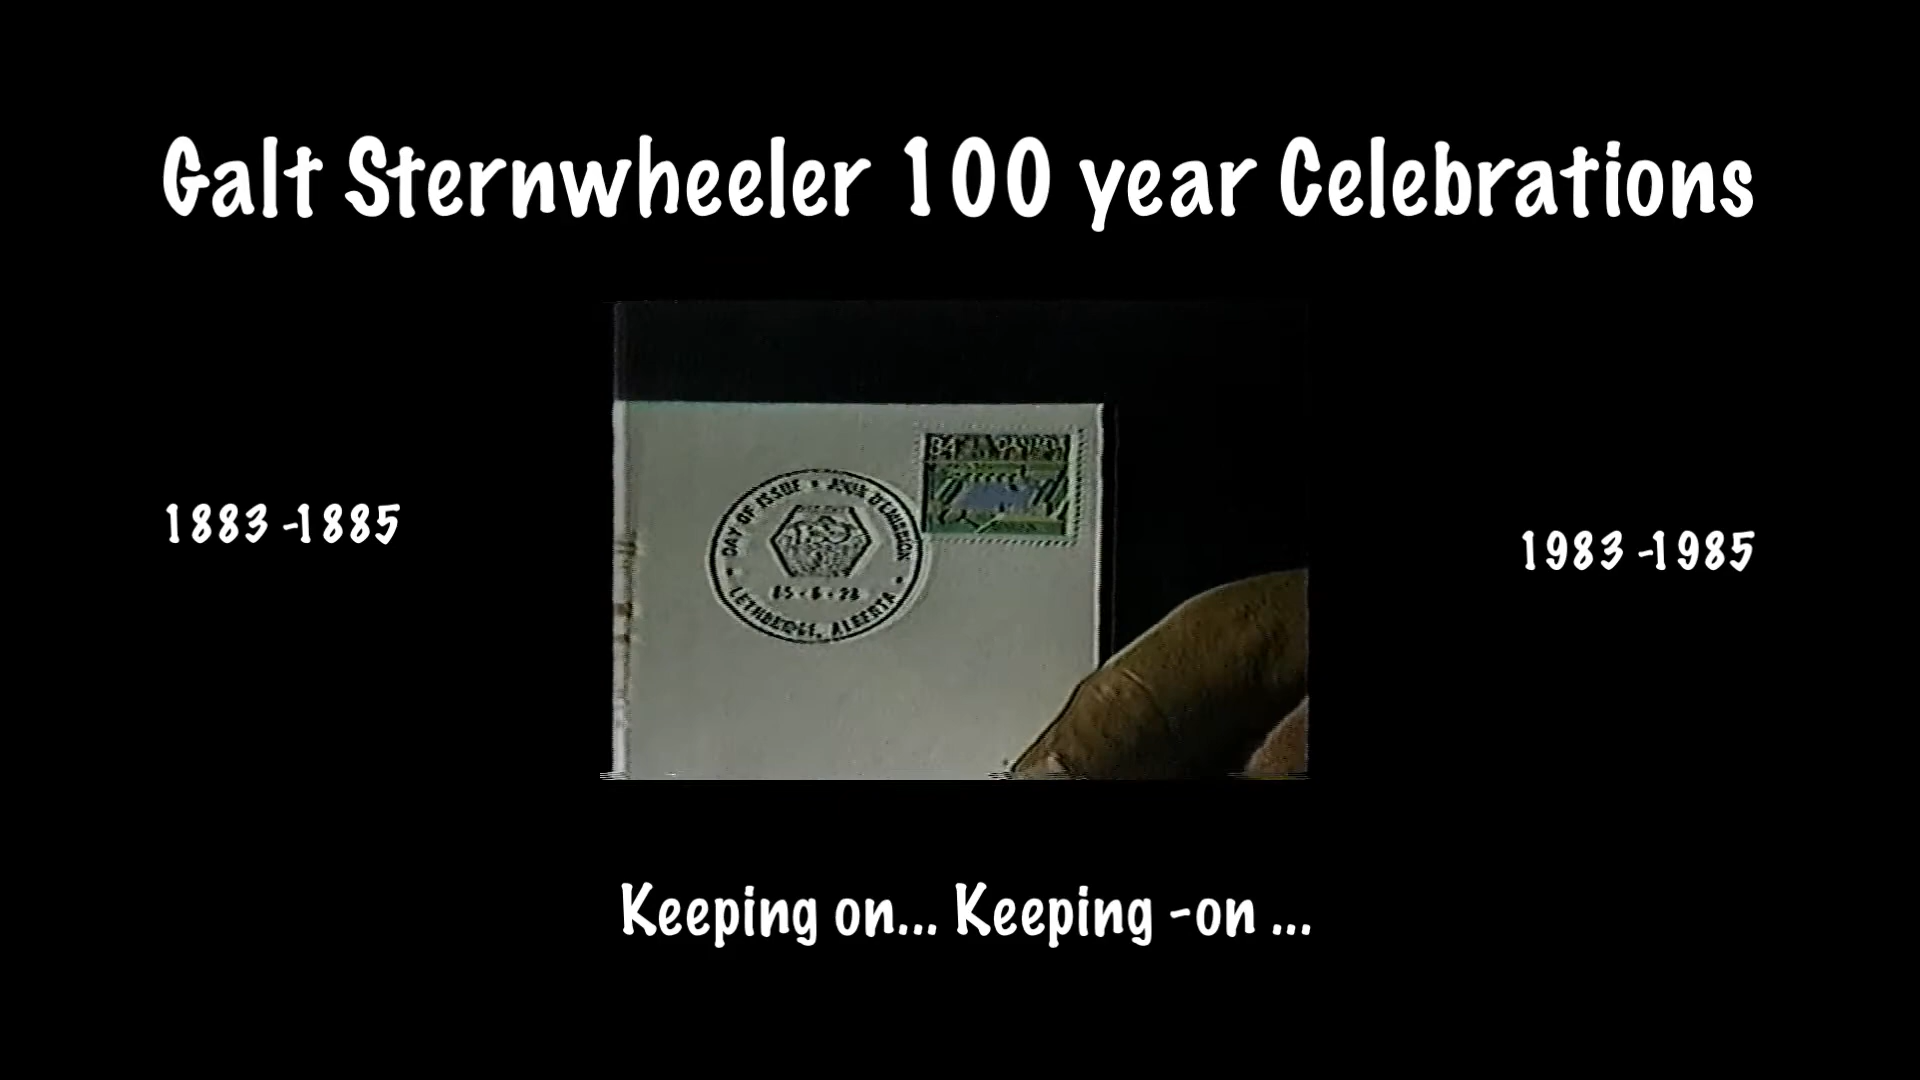 Galt Sternwheeler 100 year Celebrations
1883 -1885
1983 -1985
DAY OF ISSUE • JOUR D'ÉMISSION
LETHBRIDGE, ALBERTA
Keeping on... Keeping -on ...